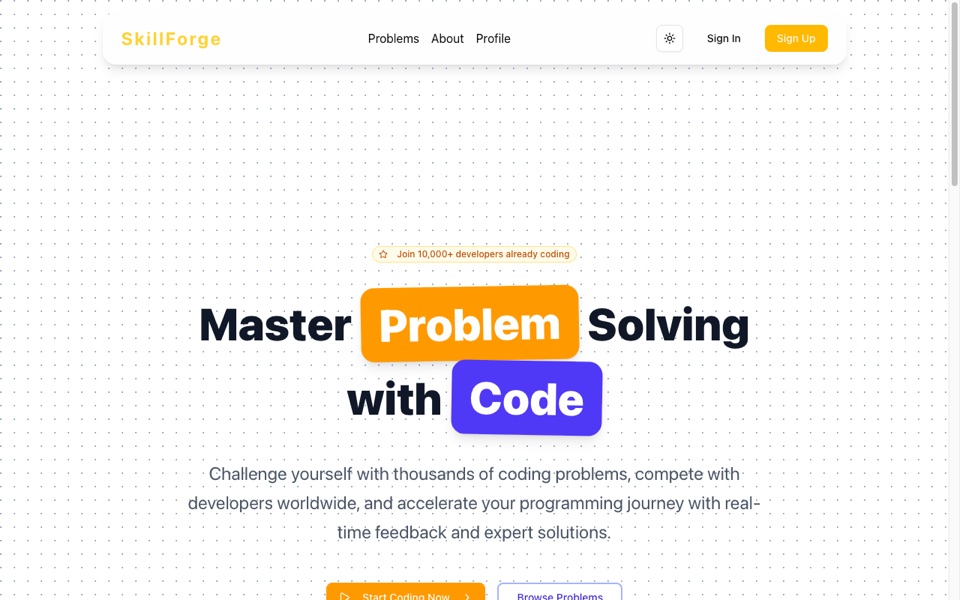 SkillForge
Problems About Profile
Sign In
Sign Up
Join 10,000+ developers already coding
Master Problem Solving
with Code
Challenge yourself with thousands of coding problems, compete with
developers worldwide, and accelerate your programming journey with real-
time feedback and expert solutions.
Start Coding Now
Browse Problems